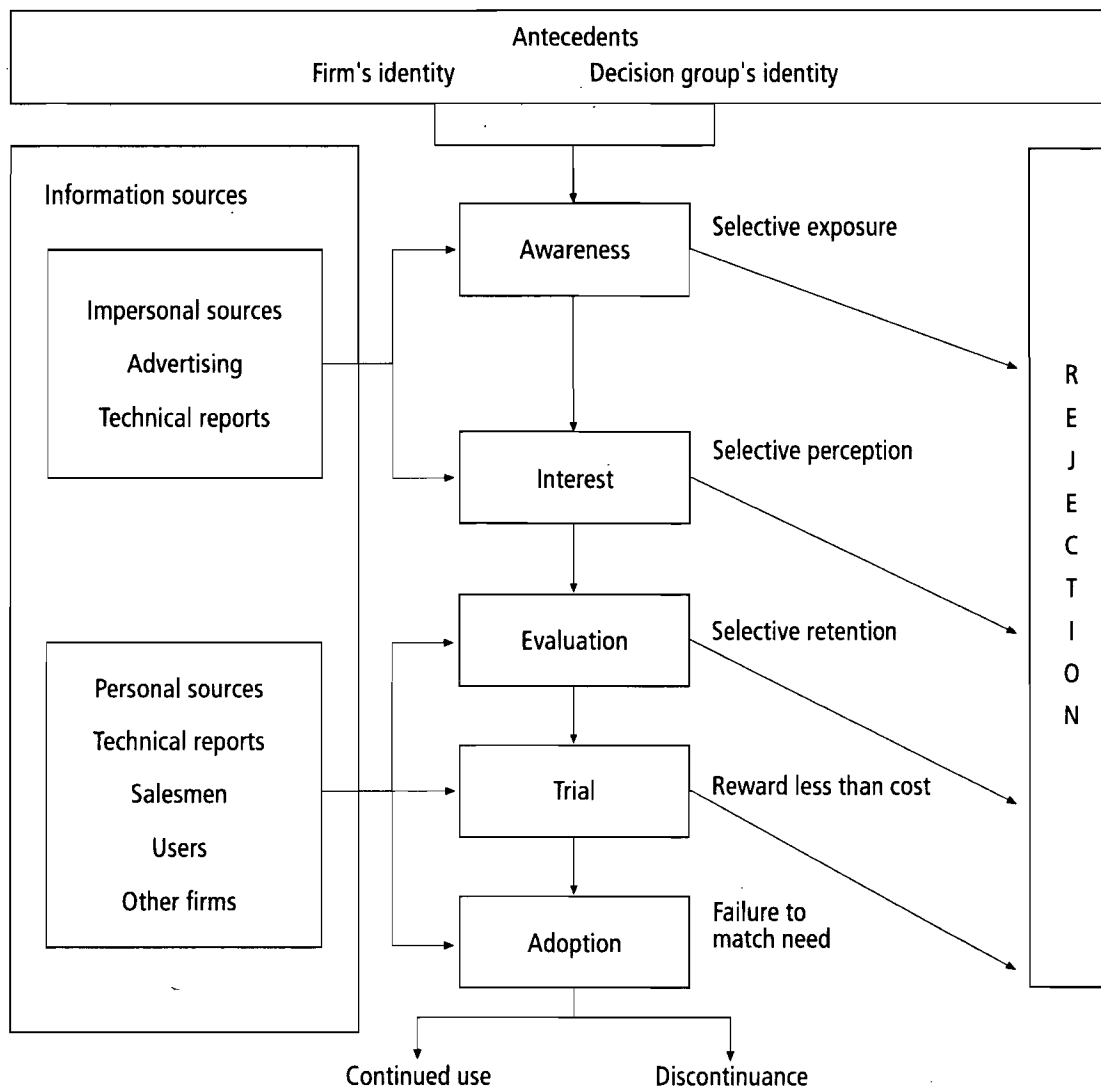 Antecedents
Firm's identity
Decision group's identity
Information sources
Impersonal sources
Advertising
Technical reports
Personal sources
Technical reports
Salesmen
Users
Other firms
Awareness
Interest
Evaluation
Trial
Adoption
Selective exposure
Selective perception
Selective retention
Reward less than cost
Failure to
match need
R
E
J
E
C
T
I
O
N
Continued use
Discontinuance